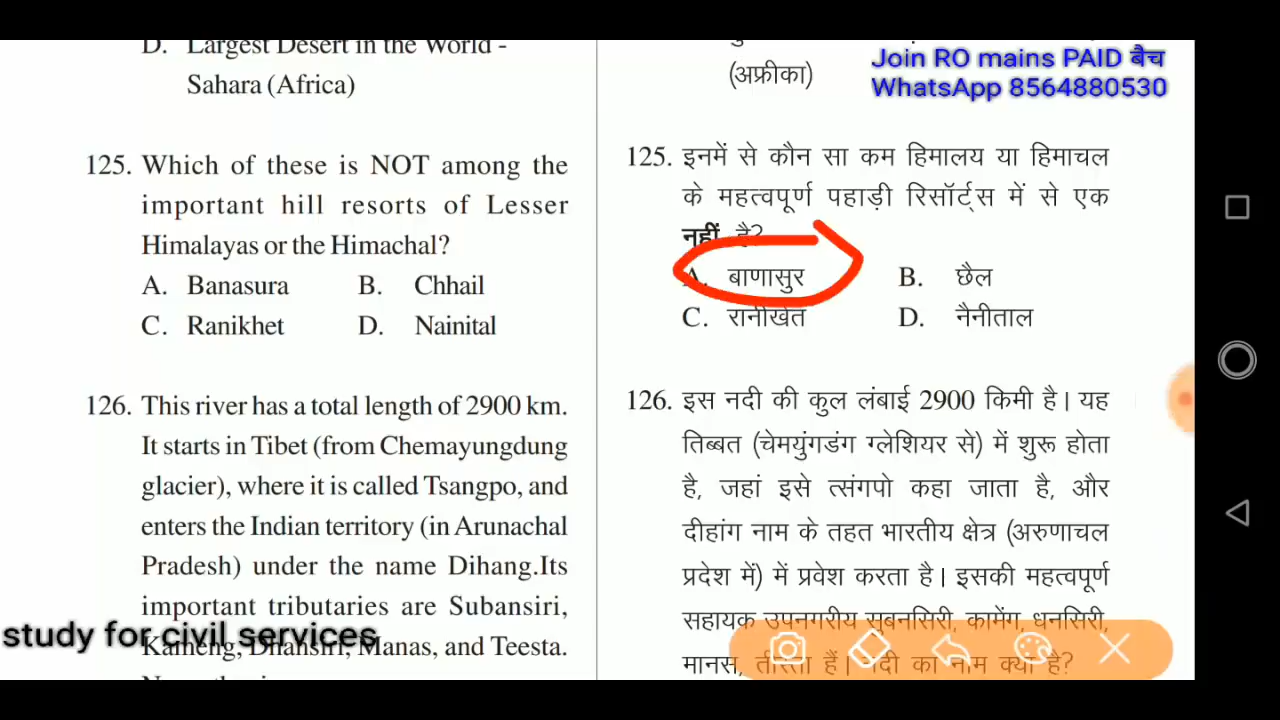 D. Largest Desert in the World -
Sahara (Africa)
125. Which of these is NOT among the
important hill resorts of Lesser
Himalayas or the Himachal?
A. Banasura B. Chhail
C. Ranikhet D. Nainital
126. This river has a total length of 2900 km.
It starts in Tibet (from Chemayungdung
glacier), where it is called Tsangpo, and
enters the Indian territory (in Arunachal
Pradesh) under the name Dihang.Its
important tributaries are Subansiri,
Kameng, Dhansiri, Manas, and Teesta.
study for civil services
Join RO mains PAID बैच
WhatsApp 8564880530
(अफ्रीका)
125. इनमें से कौन सा कम हिमालय या हिमाचल
के महत्वपूर्ण पहाड़ी रिसॉर्ट्स में से एक
नहीं है?
A. बाणासुर B. छैल
C. रानीखेत D. नैनीताल
126. इस नदी की कुल लंबाई 2900 किमी है। यह
तिब्बत (चेमयुंगडंग ग्लेशियर से) में शुरू होता
है, जहां इसे त्संगपो कहा जाता है, और
दीहांग नाम के तहत भारतीय क्षेत्र (अरुणाचल
प्रदेश में) में प्रवेश करता है। इसकी महत्वपूर्ण
सहायक उपनगरीय सुबनसिरी, कामेंग, धनसिरी,
मानस, तीस्ता हैं। नदी का नाम क्या है?